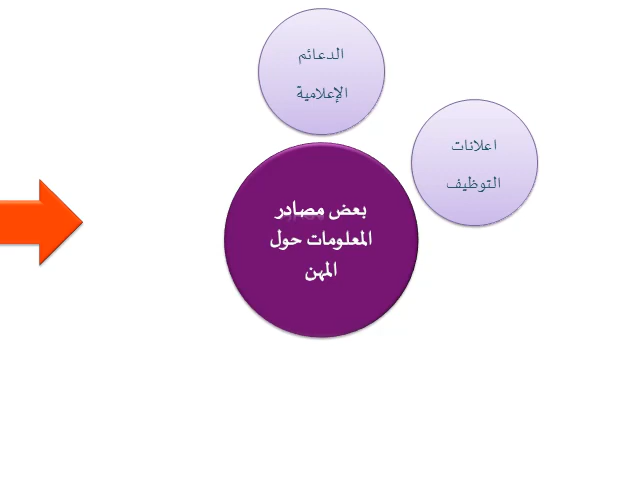 الدعائم
الإعلامية
اعلانات
التوظيف
بعض مصادر
المعلومات حول
المهن